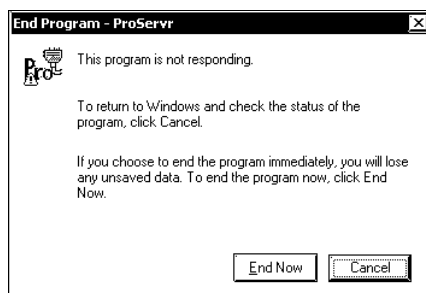 End Program - ProServr
Pro
This program is not responding.
To return to Windows and check the status of the
program, click Cancel.
If you choose to end the program immediately, you will lose
any unsaved data. To end the program now, click End
Now.
End Now
Cancel